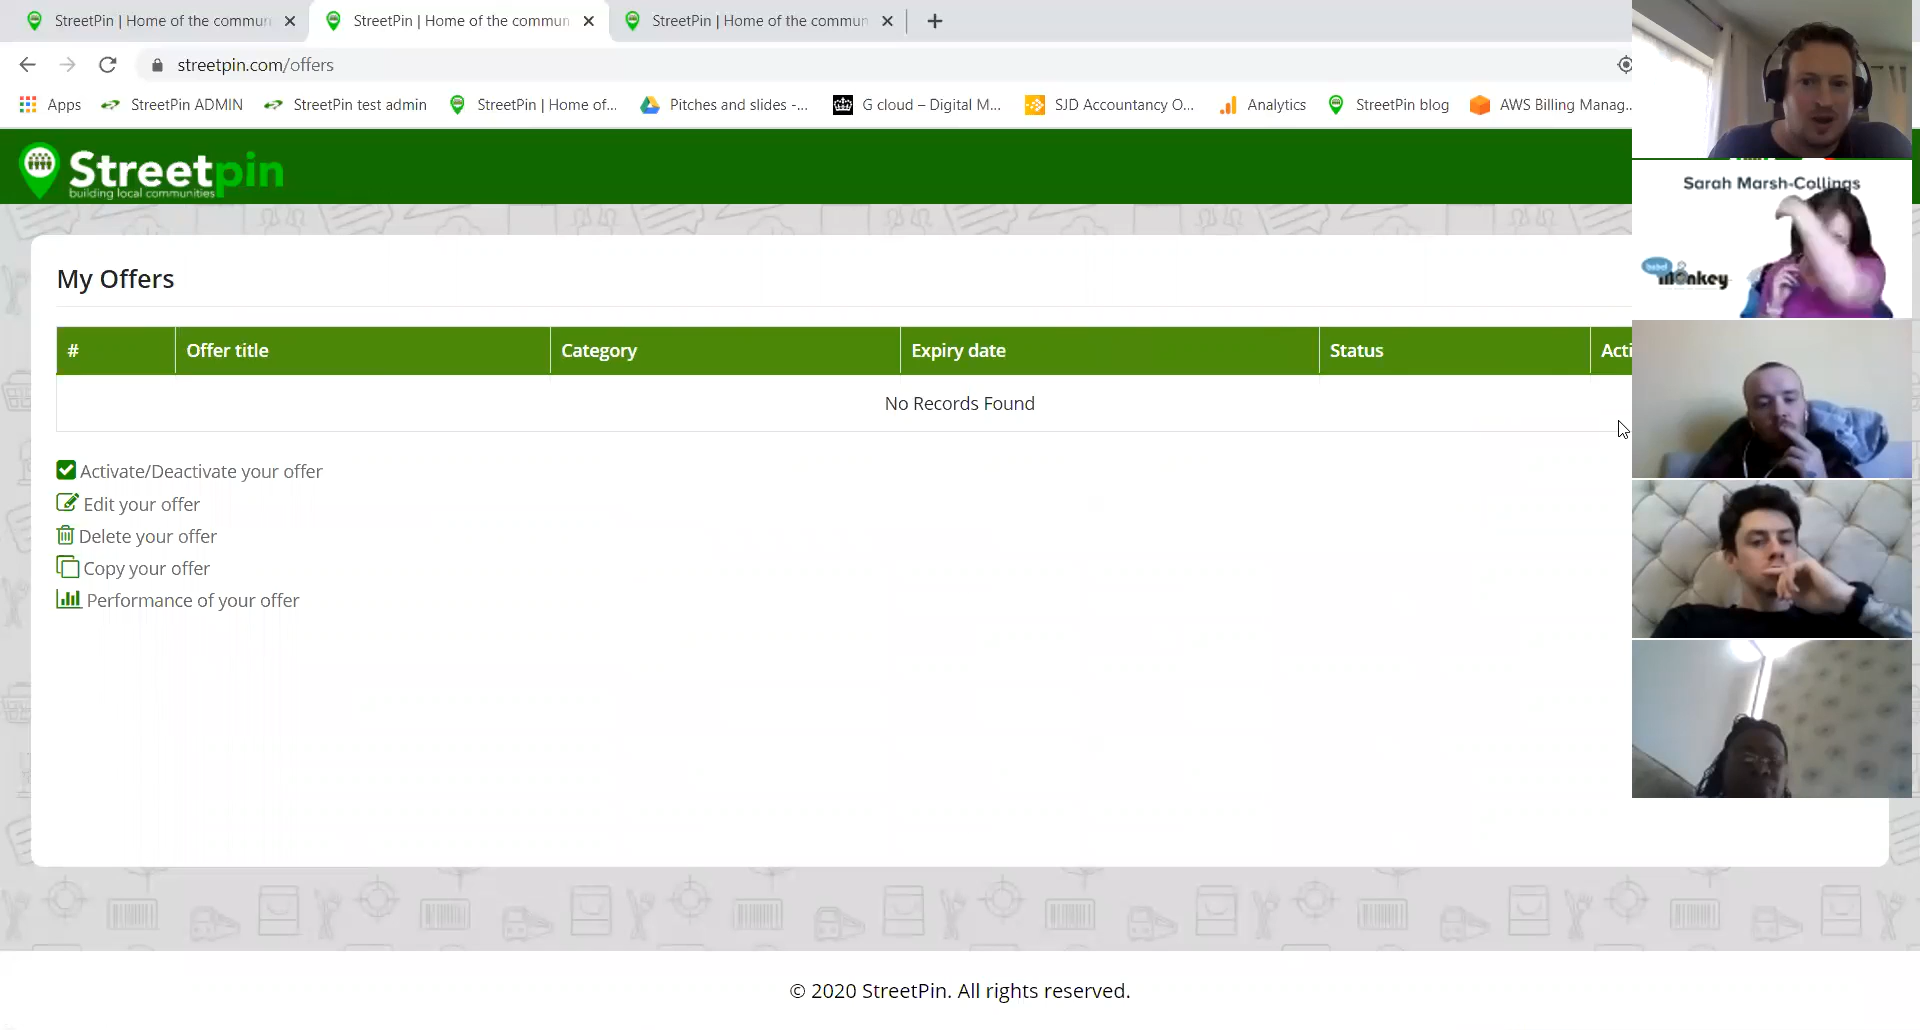 StreetPin | Home of the commun
StreetPin | Home of the commun
StreetPin | Home of the commun
streetpin.com/offers
Apps
StreetPin ADMIN
StreetPin test admin
StreetPin | Home of...
Pitches and slides -...
G cloud – Digital M...
SJD Accountancy O...
Analytics
StreetPin blog
AWS Billing Manag...
Streetpin
building local communities
Sarah Marsh-Collings
babel
monkey
My Offers
#
Offer title
Category
Expiry date
Status
Acti
No Records Found
Activate/Deactivate your offer
Edit your offer
Delete your offer
Copy your offer
Performance of your offer
© 2020 StreetPin. All rights reserved.